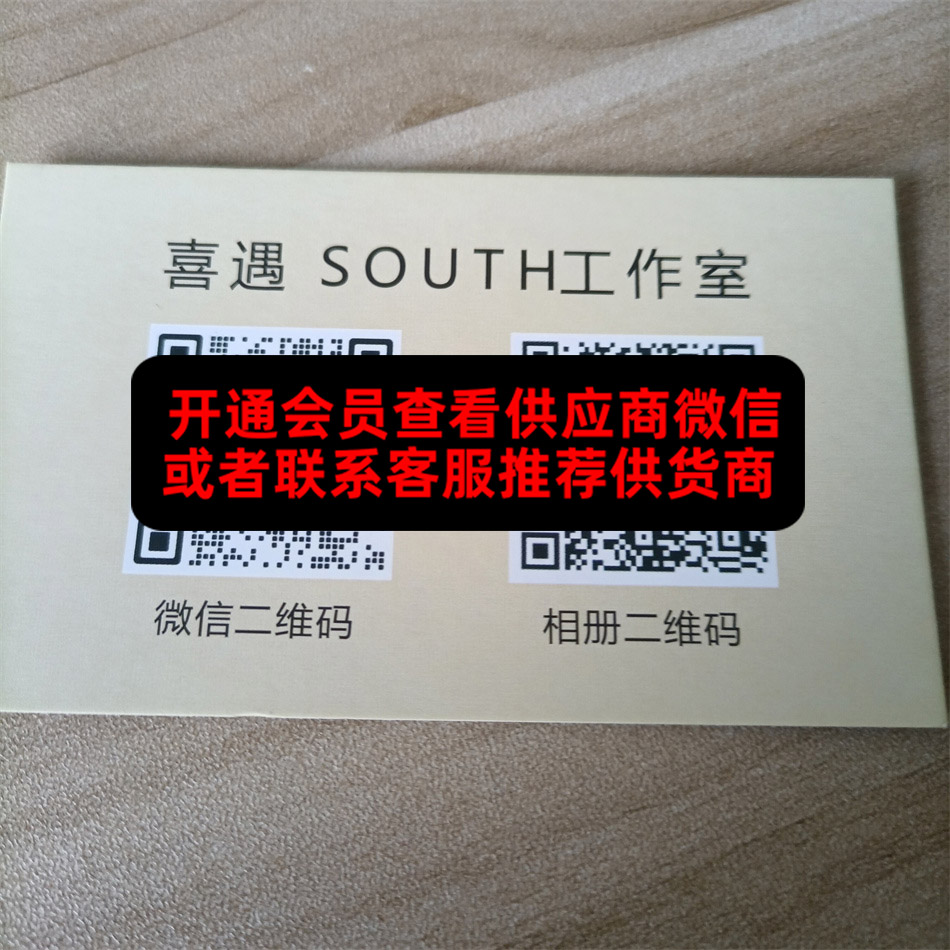 喜遇 SOUTH工作室
开通会员查看供应商微信
或者联系客服推荐供货商
微信二维码
相册二维码